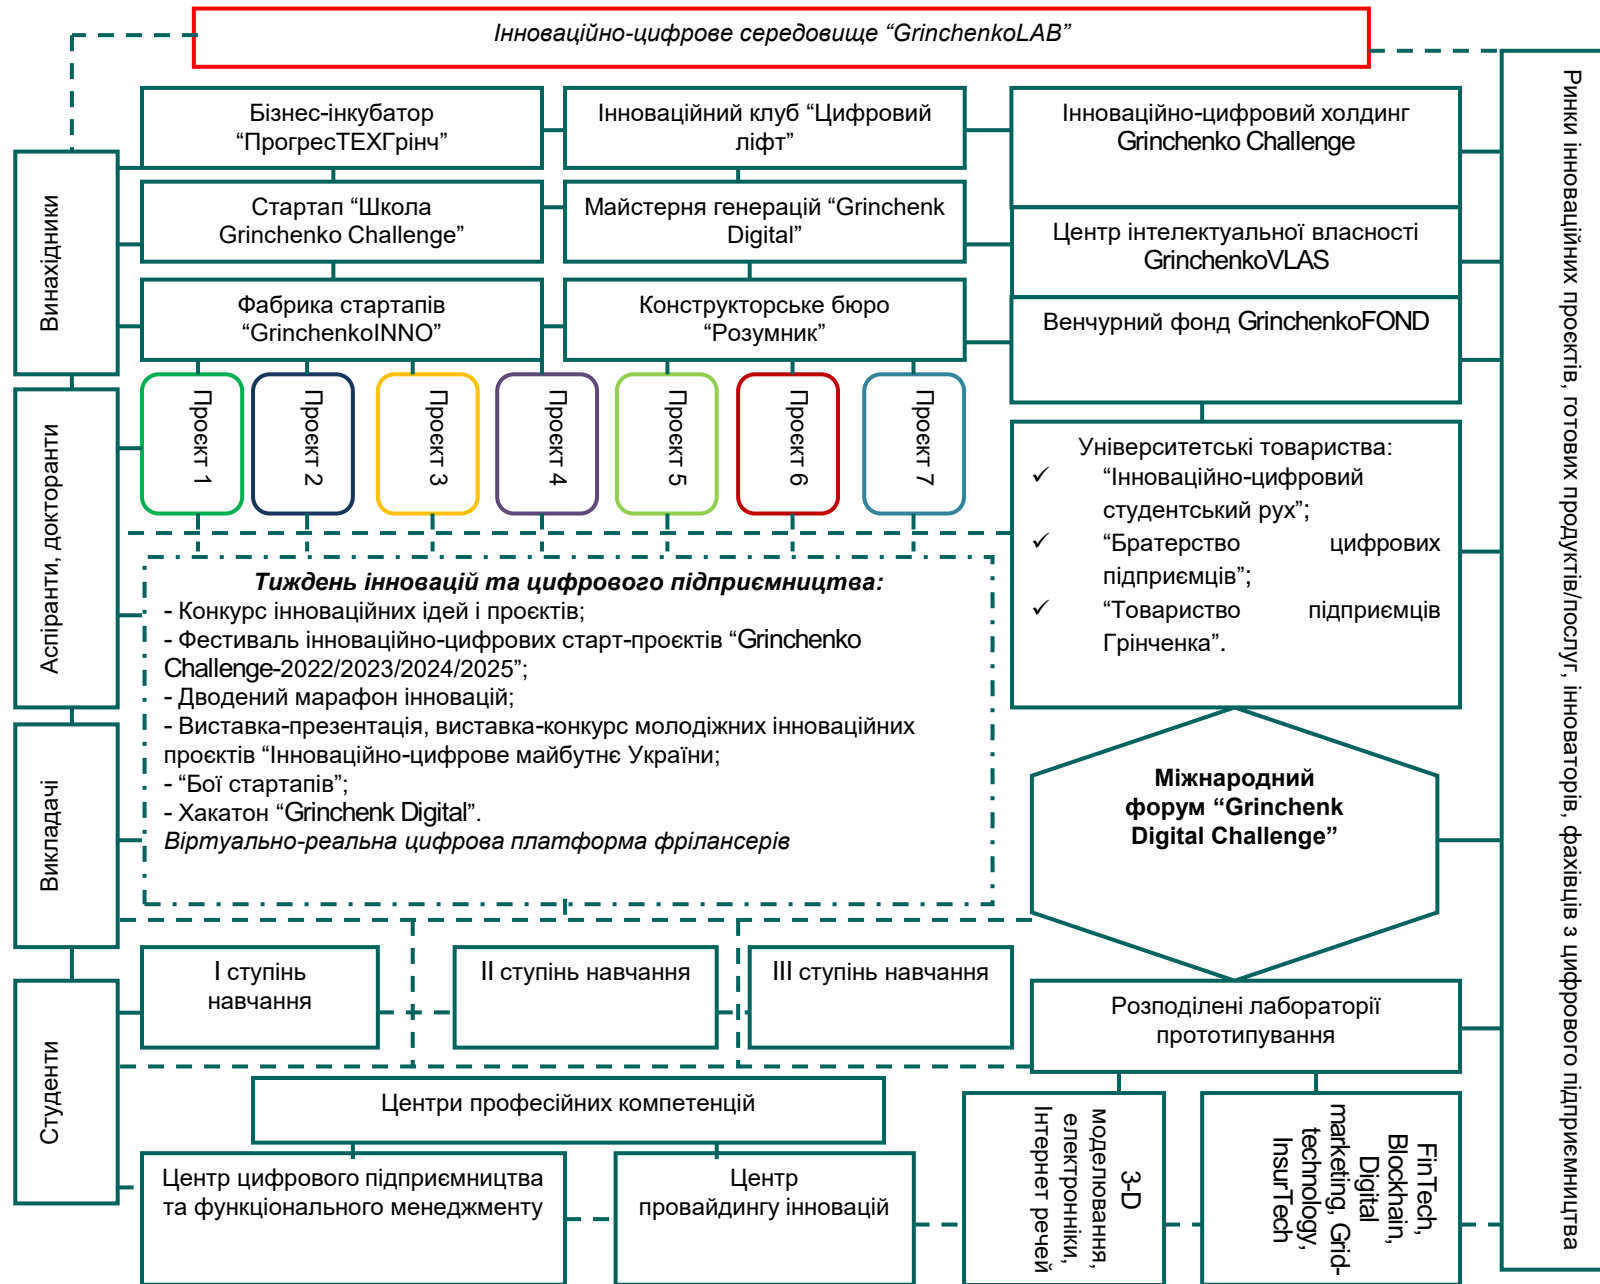 Інноваційно-цифрове середовище “GrinchenkoLAB”
Бізнес-інкубатор
“ПрогресТЕХГрінч”
Інноваційний клуб “Цифровий
ліфт”
Інноваційно-цифровий холдинг
Grinchenko Challenge
Стартап “Школа
Grinchenko Challenge”
Майстерня генерацій “Grinchenk
Digital”
Центр інтелектуальної власності
GrinchenkoVLAS
Фабрика стартапів
“GrinchenkoINNO”
Конструкторське бюро
“Розумник”
Венчурний фонд GrinchenkoFOND
Винахідники
Аспіранти, докторанти
Викладачі
Студенти
Проєкт 1
Проєкт 2
Проєкт 3
Проєкт 4
Проєкт 5
Проєкт 6
Проєкт 7
Університетські товариства:
✓ “Інноваційно-цифровий
студентський рух”;
✓ “Братерство цифрових
підприємців”;
✓ “Товариство підприємців
Грінченка”.
Тиждень інновацій та цифрового підприємництва:
- Конкурс інноваційних ідей і проєктів;
- Фестиваль інноваційно-цифрових старт-проєктів “Grinchenko
Challenge-2022/2023/2024/2025”;
- Дводений марафон інновацій;
- Виставка-презентація, виставка-конкурс молодіжних інноваційних
проєктів “Інноваційно-цифрове майбутнє України;
- “Бої стартапів”;
- Хакатон “Grinchenk Digital”.
Віртуально-реальна цифрова платформа фрілансерів
Міжнародний
форум “Grinchenk
Digital Challenge”
І ступінь
навчання
ІІ ступінь навчання
ІІІ ступінь навчання
Розподілені лабораторії
прототипування
Центри професійних компетенцій
Центр цифрового підприємництва
та функціонального менеджменту
Центр
провайдингу інновацій
3-D
моделювання,
електронніки,
Інтернет речей
FinTech,
Blockhain,
Digital
marketing, Grid-
technology,
InsurTech
Ринки інноваційних проєктів, готових продуктів/послуг, інноваторів, фахівців з цифрового підприємництва